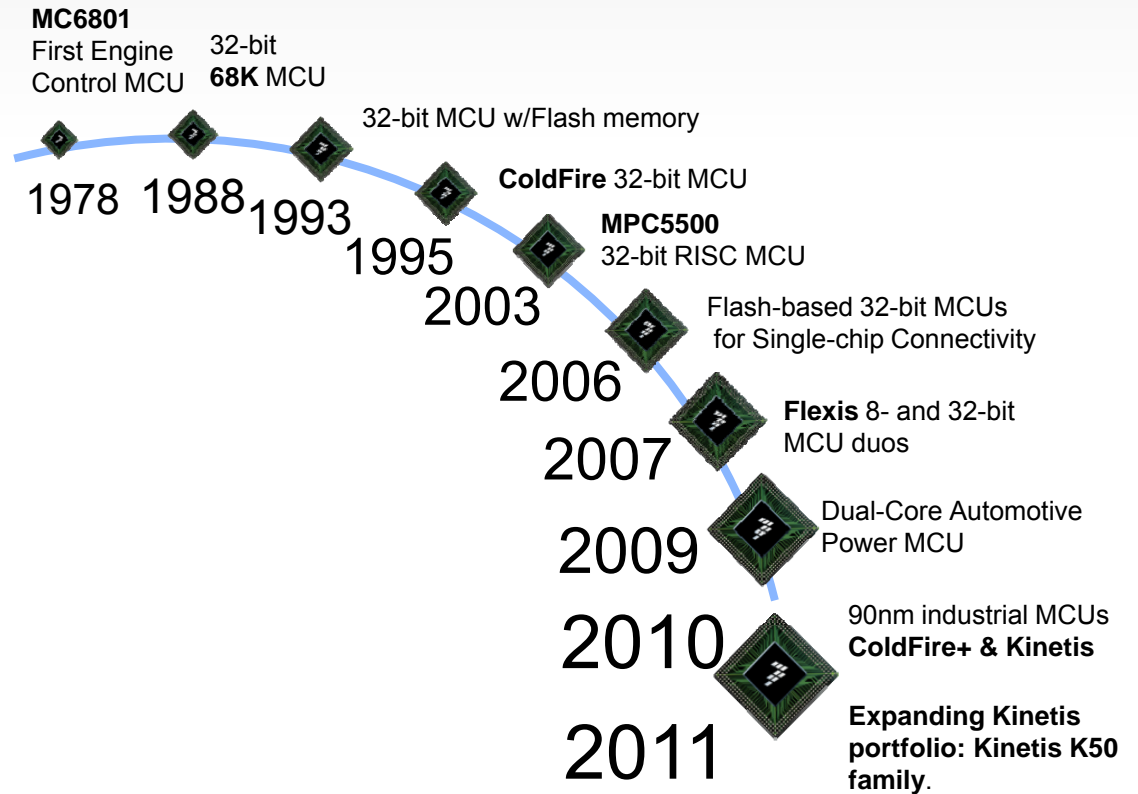 MC6801
First Engine
Control MCU
32-bit
68K MCU
32-bit MCU w/Flash memory
1978
1988
1993
ColdFire 32-bit MCU
1995
MPC5500
32-bit RISC MCU
2003
Flash-based 32-bit MCUs
for Single-chip Connectivity
2006
Flexis 8- and 32-bit
MCU duos
2007
Dual-Core Automotive
Power MCU
2009
90nm industrial MCUs
ColdFire+ & Kinetis
2010
Expanding Kinetis
portfolio: Kinetis K50
family.
2011